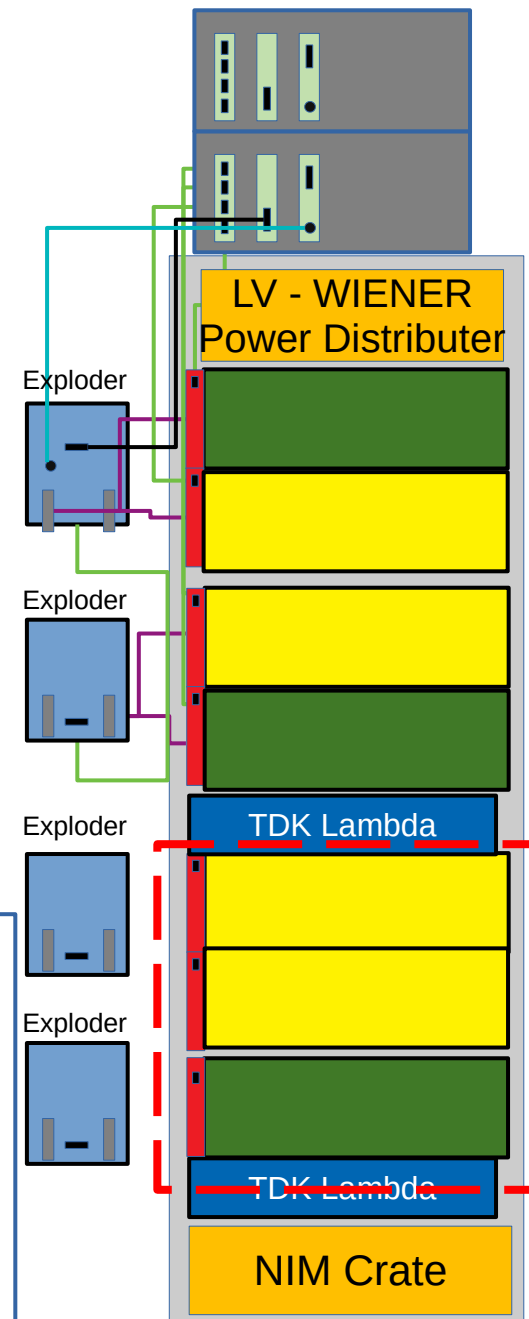 LV - WIENER
Power Distributer
Exploder
Exploder
TDK Lambda
Exploder
Exploder
TDK Lambda
NIM Crate